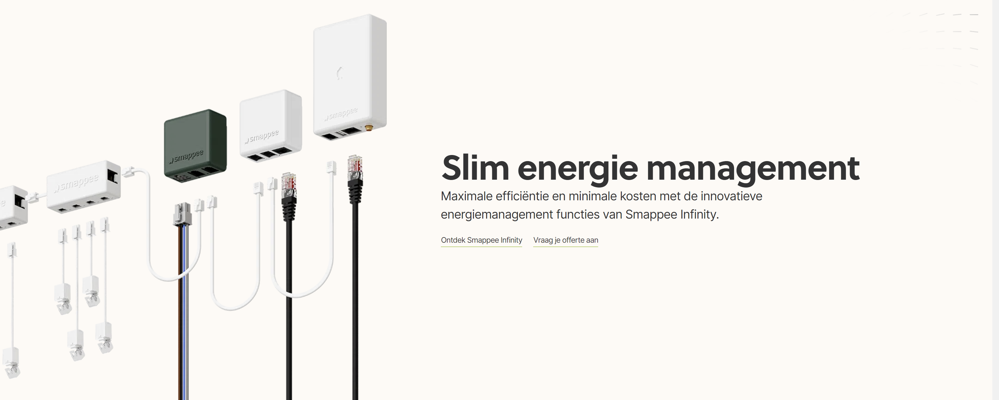 smappee
smappee
smappee
smappee
e
Slim energie management
Maximale efficiëntie en minimale kosten met de innovatieve
energiemanagement functies van Smappee Infinity.
Ontdek Smappee Infinity Vraag je offerte aan